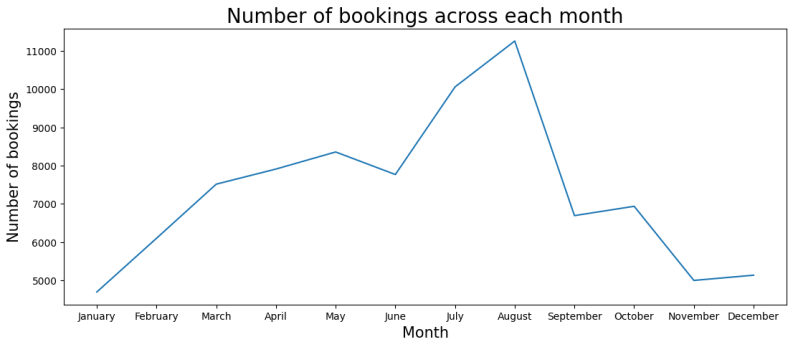 Number of bookings across each month
Number of bookings
11000
10000
9000
8000
7000
6000
5000
January February March April May June July August September October November December
Month